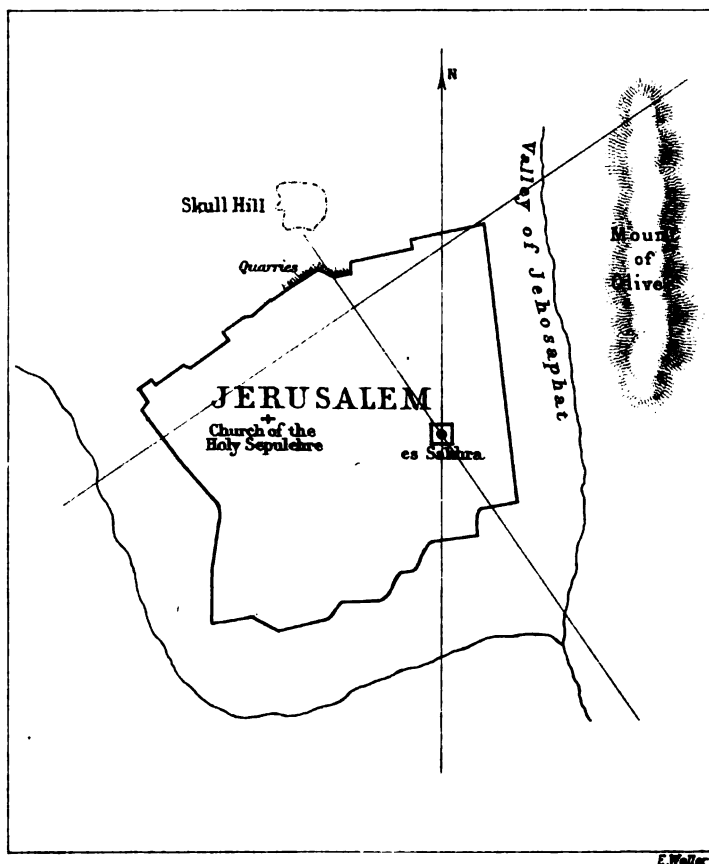 N
Skull Hill
Quarries
Valley of Jehosaphat
Mount
of
Olives
JERUSALEM
Church of the
Holy Sepulchre
es Sakhra
E. Weller